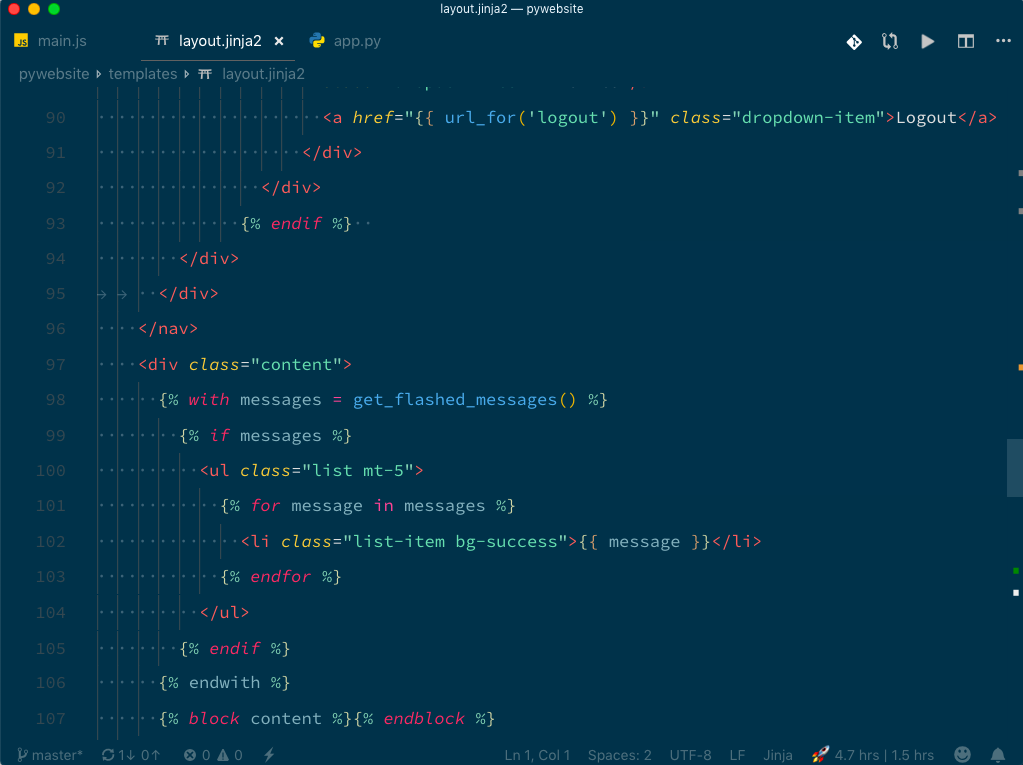 layout.jinja2 — pywebsite
JS main.js layout.jinja2 × app.py
pywebsite templates layout.jinja2
90 <a href="{{ url_for('logout') }}" class="dropdown-item">Logout</a>
91 </div>
92 </div>
93 {% endif %}
94 </div>
95 </div>
96 </nav>
97 <div class="content">
98 {% with messages = get_flashed_messages() %}
99 {% if messages %}
100 <ul class="list mt-5">
101 {% for message in messages %}
102 <li class="list-item bg-success">{{ message }}</li>
103 {% endfor %}
104 </ul>
105 {% endif %}
106 {% endwith %}
107 {% block content %}{% endblock %}
master* 1↓ 0↑ 0 0 Ln 1, Col 1 Spaces: 2 UTF-8 LF Jinja 4.7 hrs | 1.5 hrs